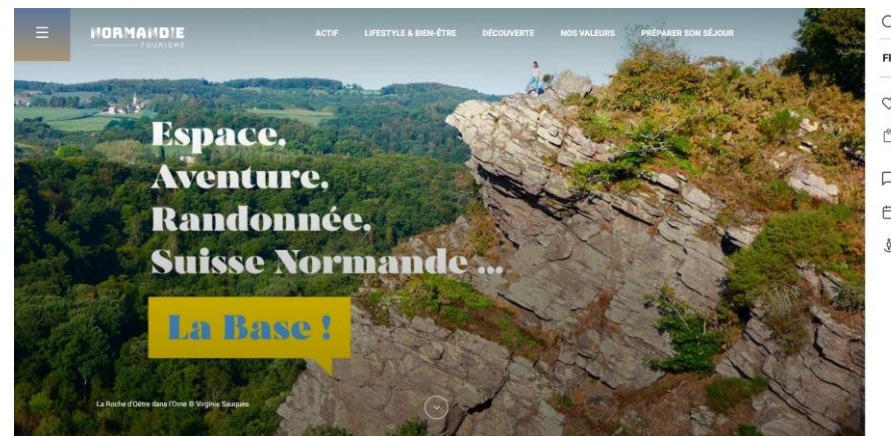 NORMANDIE
TOURISME
ACTIF LIFESTYLE & BIEN-ÊTRE DÉCOUVERTE NOS VALEURS PRÉPARER SON SÉJOUR
Espace,
Aventure,
Randonnée,
Suisse Normande ...
La Base !
La Roche d'Oëtre dans l'Orne © Virginie Sauques